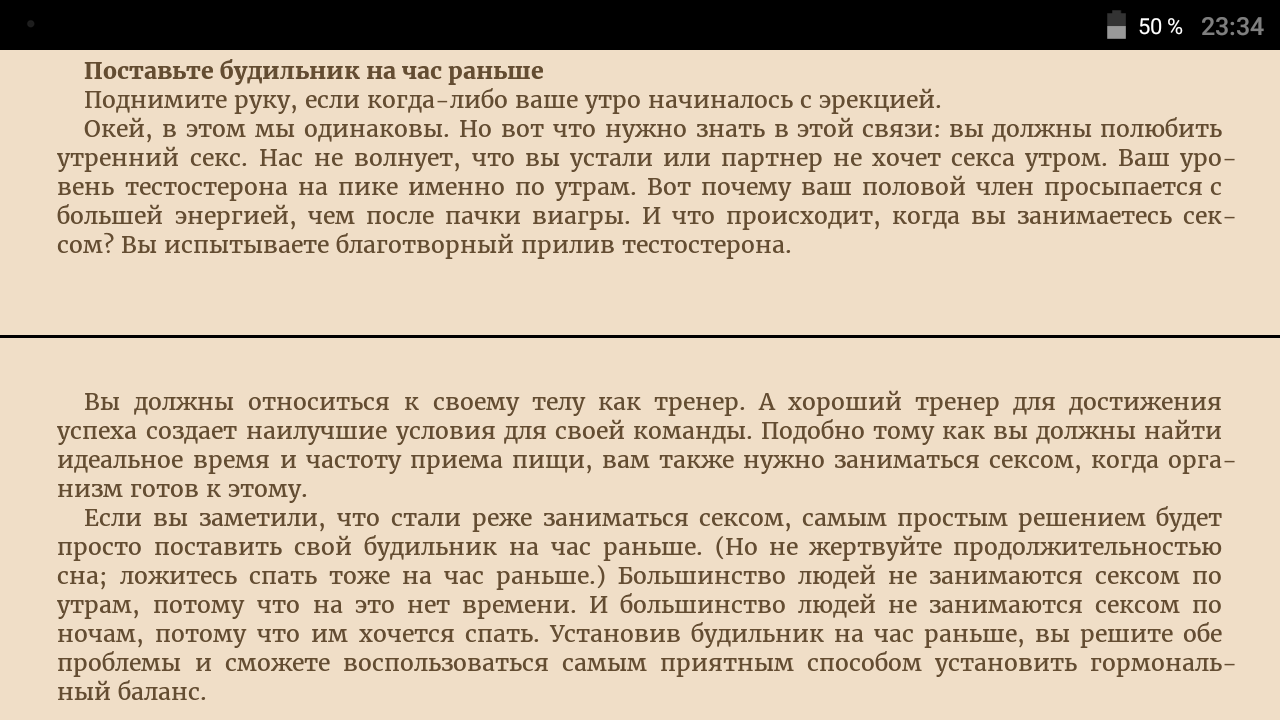 50 % 23:34
Поставьте будильник на час раньше
Поднимите руку, если когда-либо ваше утро начиналось с эрекцией.
Окей, в этом мы одинаковы. Но вот что нужно знать в этой связи: вы должны полюбить
утренний секс. Нас не волнует, что вы устали или партнер не хочет секса утром. Ваш уро-
вень тестостерона на пике именно по утрам. Вот почему ваш половой член просыпается с
большей энергией, чем после пачки виагры. И что происходит, когда вы занимаетесь сек-
сом? Вы испытываете благотворный прилив тестостерона.
Вы должны относиться к своему телу как тренер. А хороший тренер для достижения
успеха создает наилучшие условия для своей команды. Подобно тому как вы должны найти
идеальное время и частоту приема пищи, вам также нужно заниматься сексом, когда орга-
низм готов к этому.
Если вы заметили, что стали реже заниматься сексом, самым простым решением будет
просто поставить свой будильник на час раньше. (Но не жертвуйте продолжительностью
сна; ложитесь спать тоже на час раньше.) Большинство людей не занимаются сексом по
утрам, потому что на это нет времени. И большинство людей не занимаются сексом по
ночам, потому что им хочется спать. Установив будильник на час раньше, вы решите обе
проблемы и сможете воспользоваться самым приятным способом установить гормональ-
ный баланс.